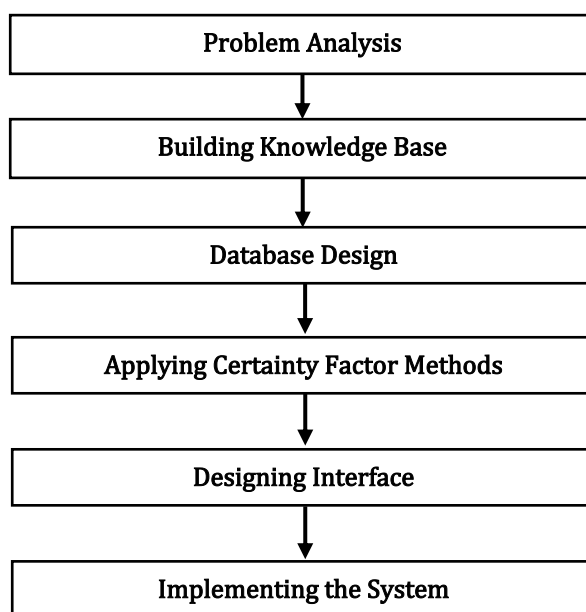 Problem Analysis
Building Knowledge Base
Database Design
Applying Certainty Factor Methods
Designing Interface
Implementing the System